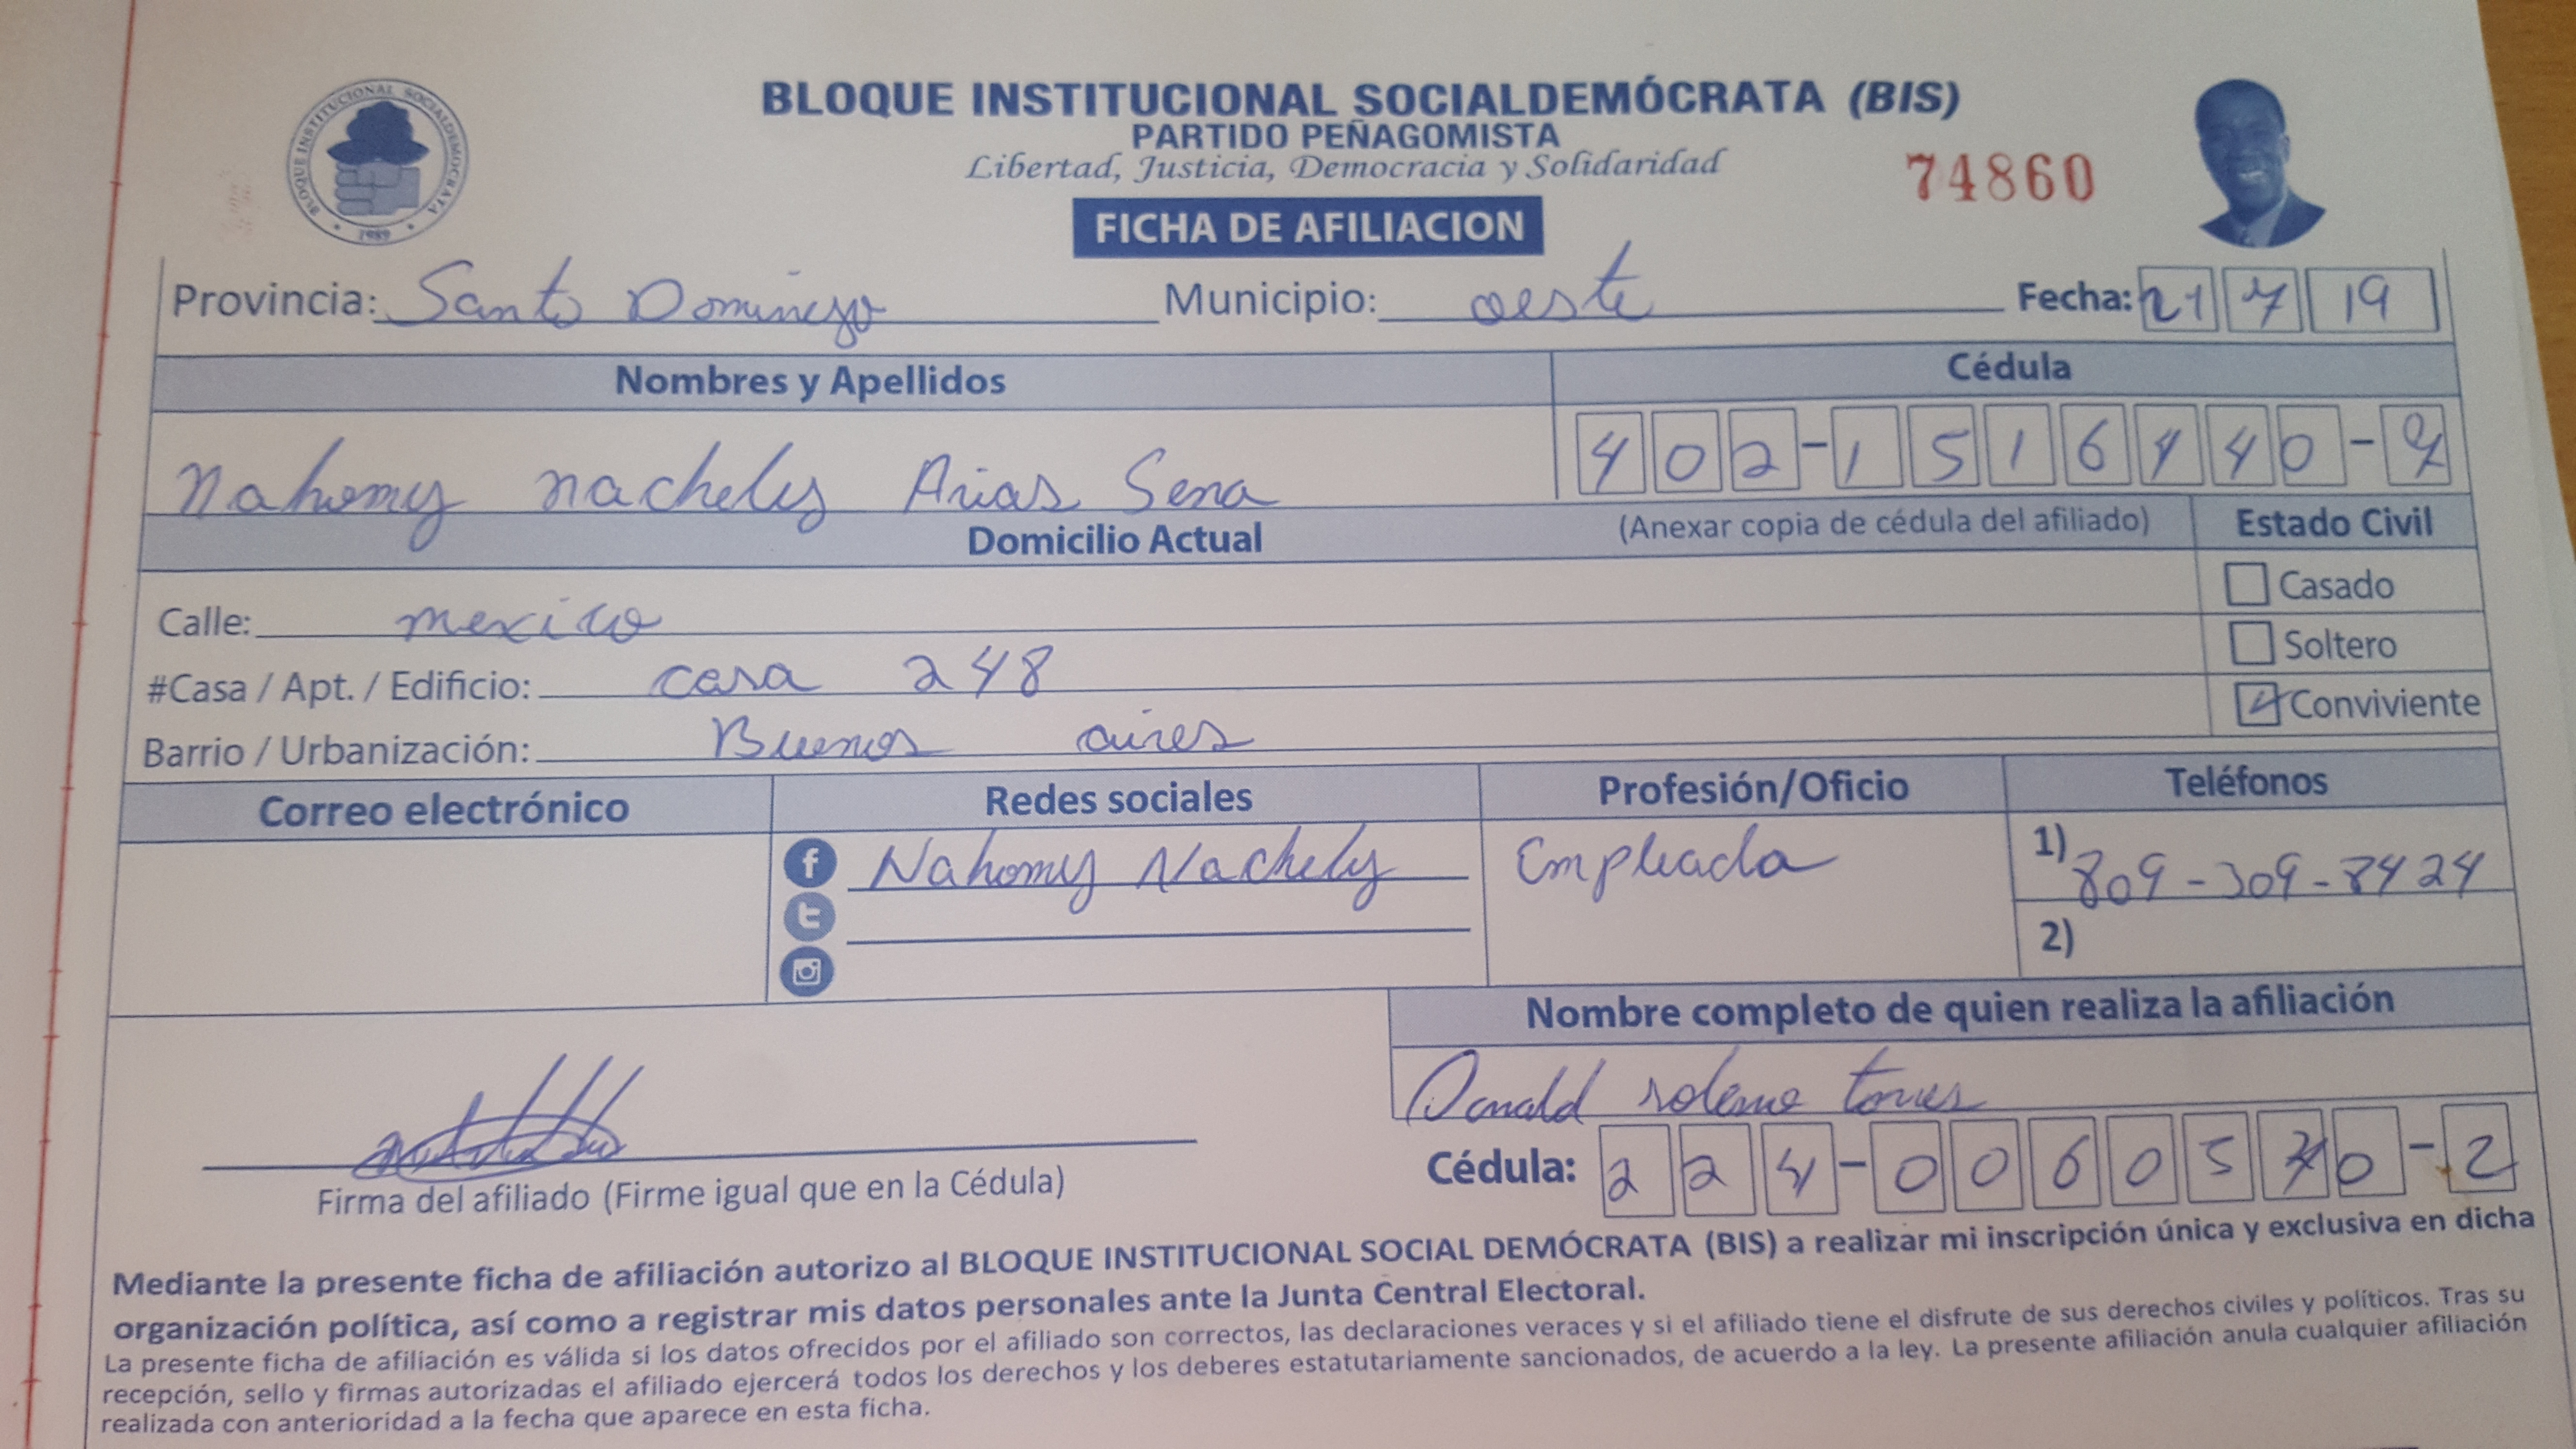 BLOQUE INSTITUCIONAL SOCIALDEMÓCRATA (BIS)
PARTIDO PEÑAGOMISTA
Libertad, Justicia, Democracia y Solidaridad
74860
BLOQUE INSTITUCIONAL SOCIALDEMOCRATA
1989
FICHA DE AFILIACION
Provincia: Santo Domingo Municipio: oeste Fecha: 21 7 19
Nombres y Apellidos Cédula
Nahomy nachely Arias Sena 402-1516440-
Domicilio Actual (Anexar copia de cédula del afiliado) Estado Civil
Calle: mexico Casado
#Casa / Apt. / Edificio: casa 248 Soltero
Barrio / Urbanización: Buenos aires Conviviente
Correo electrónico Redes sociales Profesión/Oficio Teléfonos
Nahomy Nachely Empleada 1) 809-309-8424
2)
Nombre completo de quien realiza la afiliación
Donald torres
Cédula: 224-00605 0-2
Firma del afiliado (Firme igual que en la Cédula)
Mediante la presente ficha de afiliación autorizo al BLOQUE INSTITUCIONAL SOCIAL DEMÓCRATA (BIS) a realizar mi inscripción única y exclusiva en dicha
organización política, así como a registrar mis datos personales ante la Junta Central Electoral.
La presente ficha de afiliación es válida si los datos ofrecidos por el afiliado son correctos, las declaraciones veraces y si el afiliado tiene el disfrute de sus derechos civiles y políticos. Tras su
recepción, sello y firmas autorizadas el afiliado ejercerá todos los derechos y los deberes estatutariamente sancionados, de acuerdo a la ley. La presente afiliación anula cualquier afiliación
realizada con anterioridad a la fecha que aparece en esta ficha.